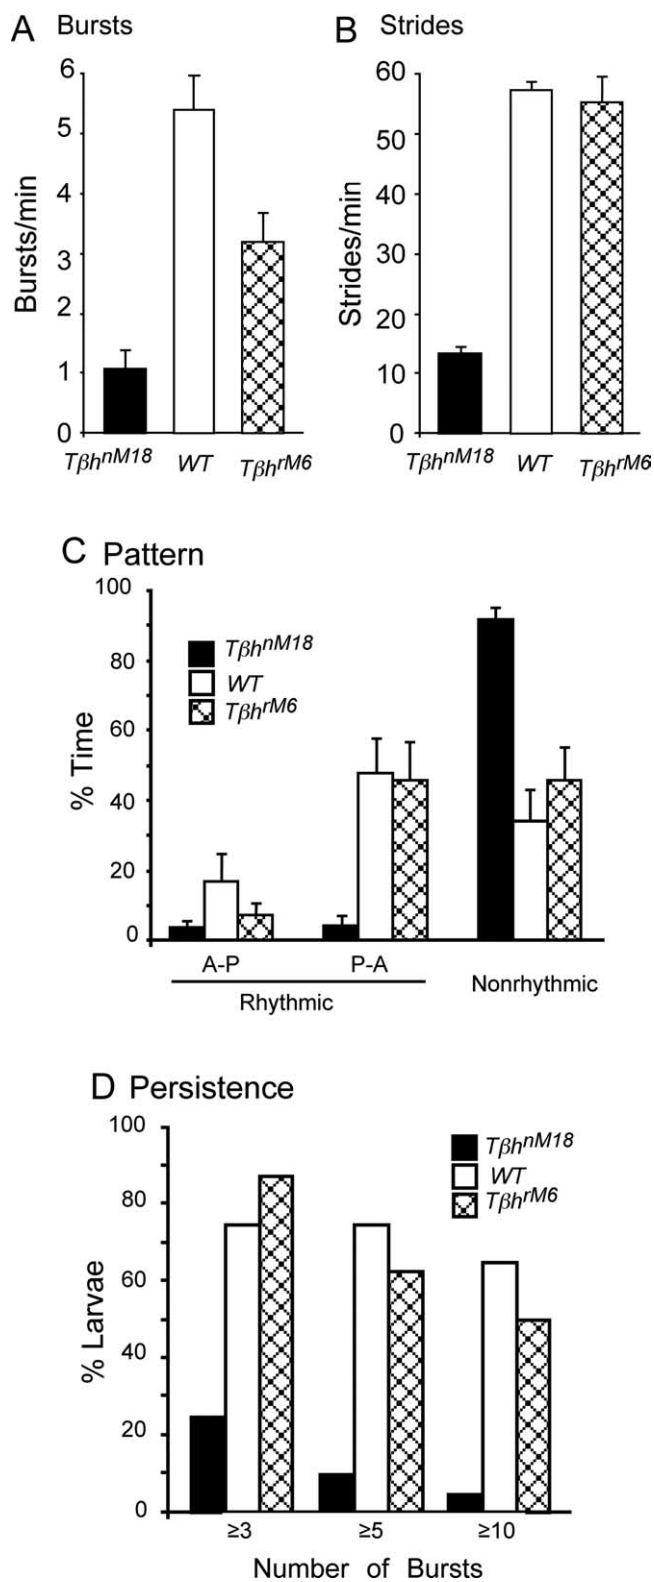 A Bursts
Bursts/min
6
5
4
3
2
1
0
Tβh^nM18 WT Tβh^rM6
B Strides
Strides/min
60
50
40
30
20
10
0
Tβh^nM18 WT Tβh^rM6
C Pattern
% Time
100
80
60
40
20
0
Tβh^nM18
WT
Tβh^rM6
A-P P-A
Rhythmic
Nonrhythmic
D Persistence
% Larvae
100
80
60
40
20
0
Tβh^nM18
WT
Tβh^rM6
≥3 ≥5 ≥10
Number of Bursts